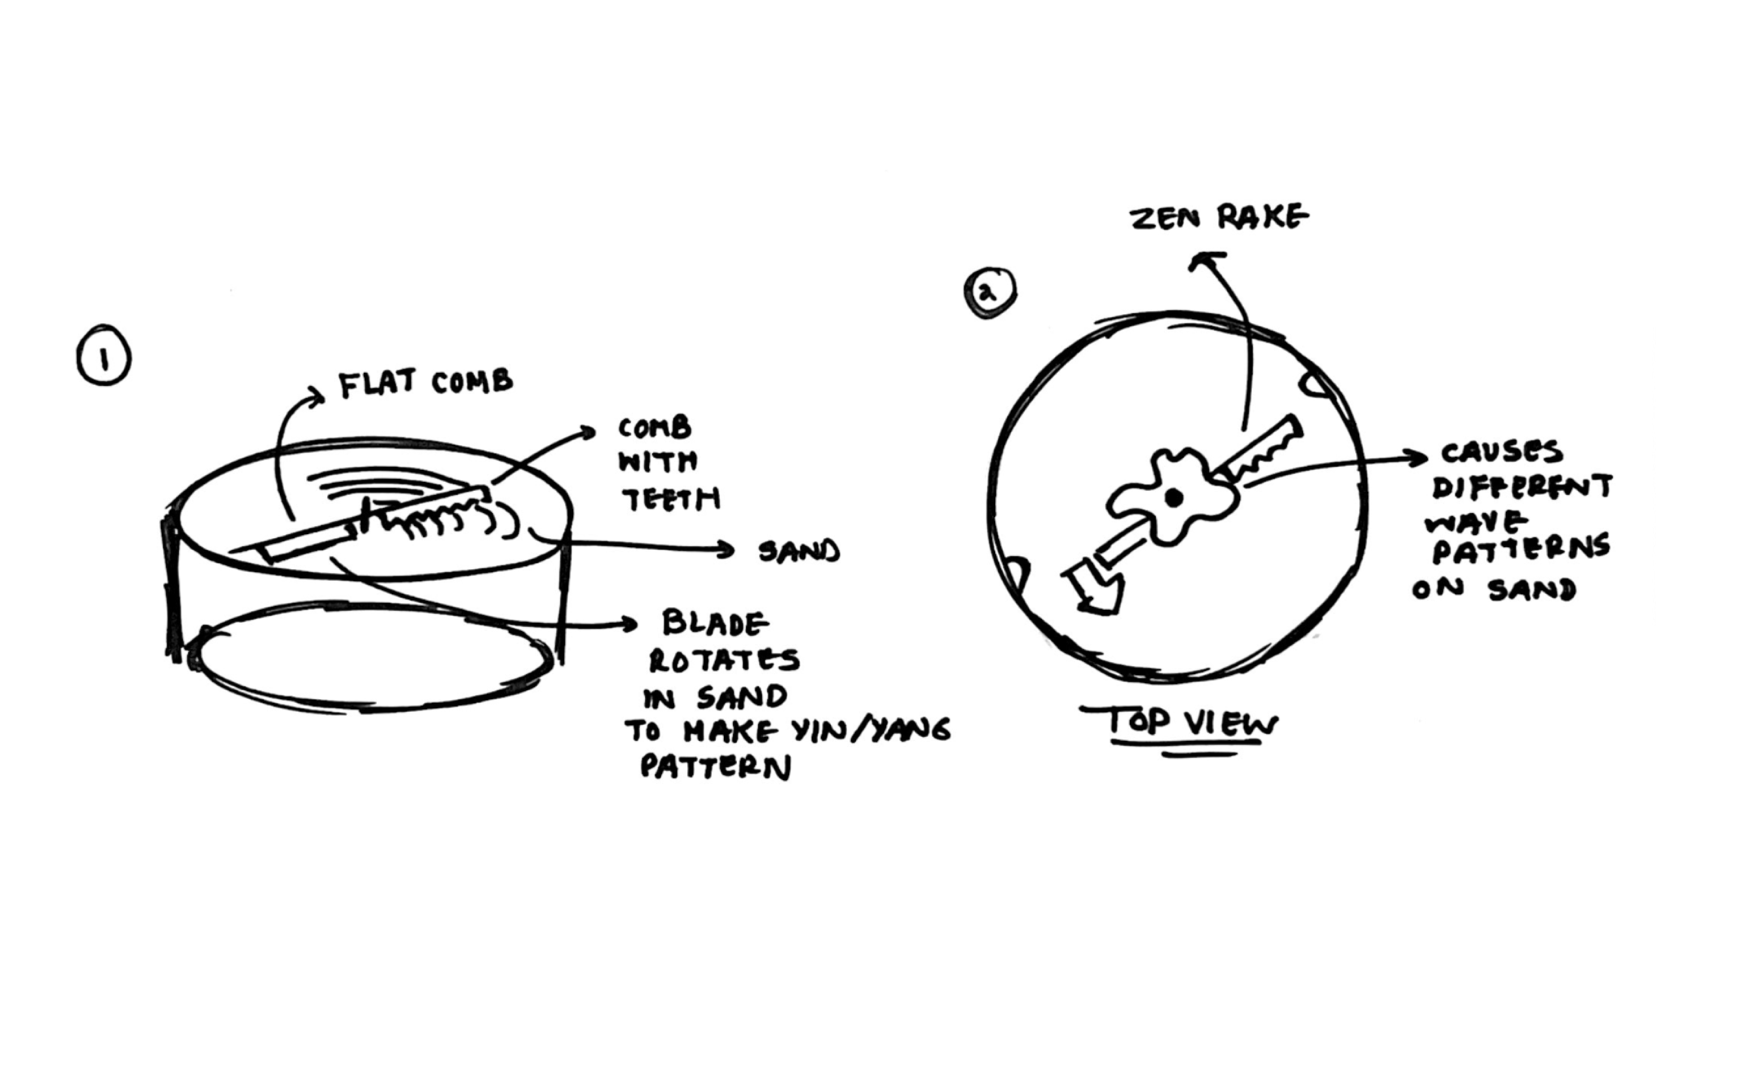 1
FLAT COMB
COMB
WITH
TEETH
SAND
BLADE
ROTATES
IN SAND
TO MAKE YIN/YANG
PATTERN
2
ZEN RAKE
CAUSES
DIFFERENT
WAVE
PATTERNS
ON SAND
TOP VIEW